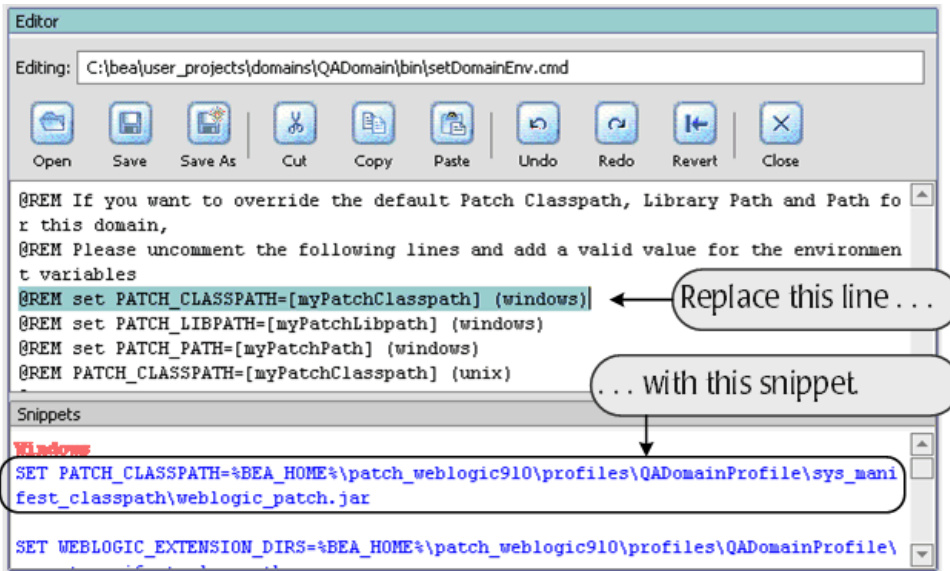 Editor
Editing: C:\bea\user_projects\domains\QADomain\bin\setDomainEnv.cmd
Open Save Save As Cut Copy Paste Undo Redo Revert Close
@REM If you want to override the default Patch Classpath, Library Path and Path fo
r this domain,
@REM Please uncomment the following lines and add a valid value for the environmen
t variables
@REM set PATCH_CLASSPATH=[myPatchClasspath] (windows)
Replace this line . . .
@REM set PATCH_LIBPATH=[myPatchLibpath] (windows)
@REM set PATCH_PATH=[myPatchPath] (windows)
@REM PATCH_CLASSPATH=[myPatchClasspath] (unix)
. . . with this snippet.
Snippets
Windows
SET PATCH_CLASSPATH=%BEA_HOME%\patch_weblogic910\profiles\QADomainProfile\sys_mani
fest_classpath\weblogic_patch.jar
SET WEBLOGIC_EXTENSION_DIRS=%BEA_HOME%\patch_weblogic910\profiles\QADomainProfile\